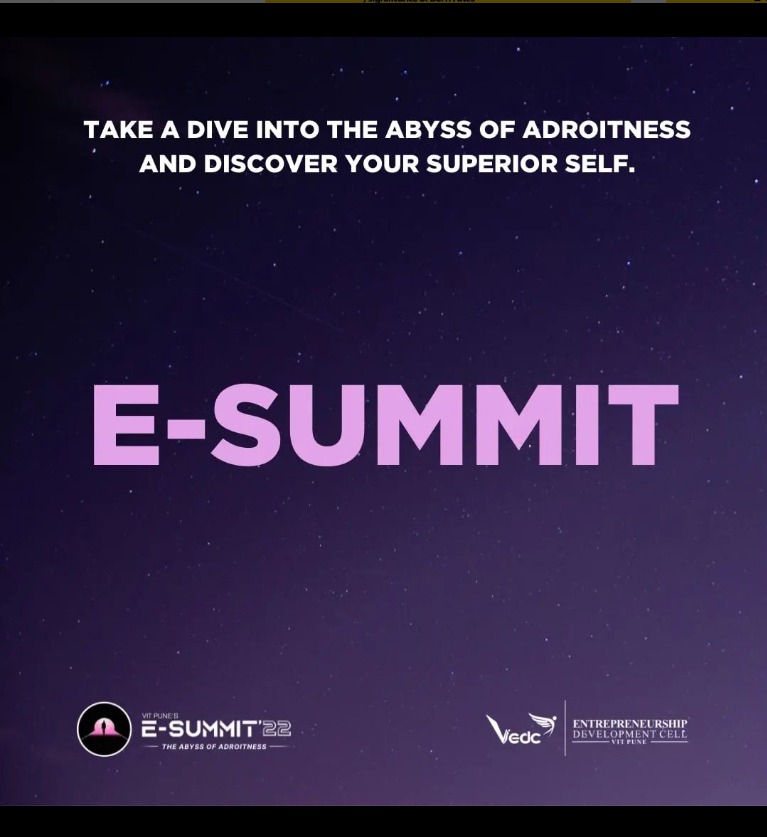 TAKE A DIVE INTO THE ABYSS OF ADROITNESS
AND DISCOVER YOUR SUPERIOR SELF.
E-SUMMIT
VIT PUNE'S
E-SUMMIT'22
THE ABYSS OF ADROITNESS
Vedc
ENTREPRENEURSHIP
DEVELOPMENT CELL
VIT PUNE